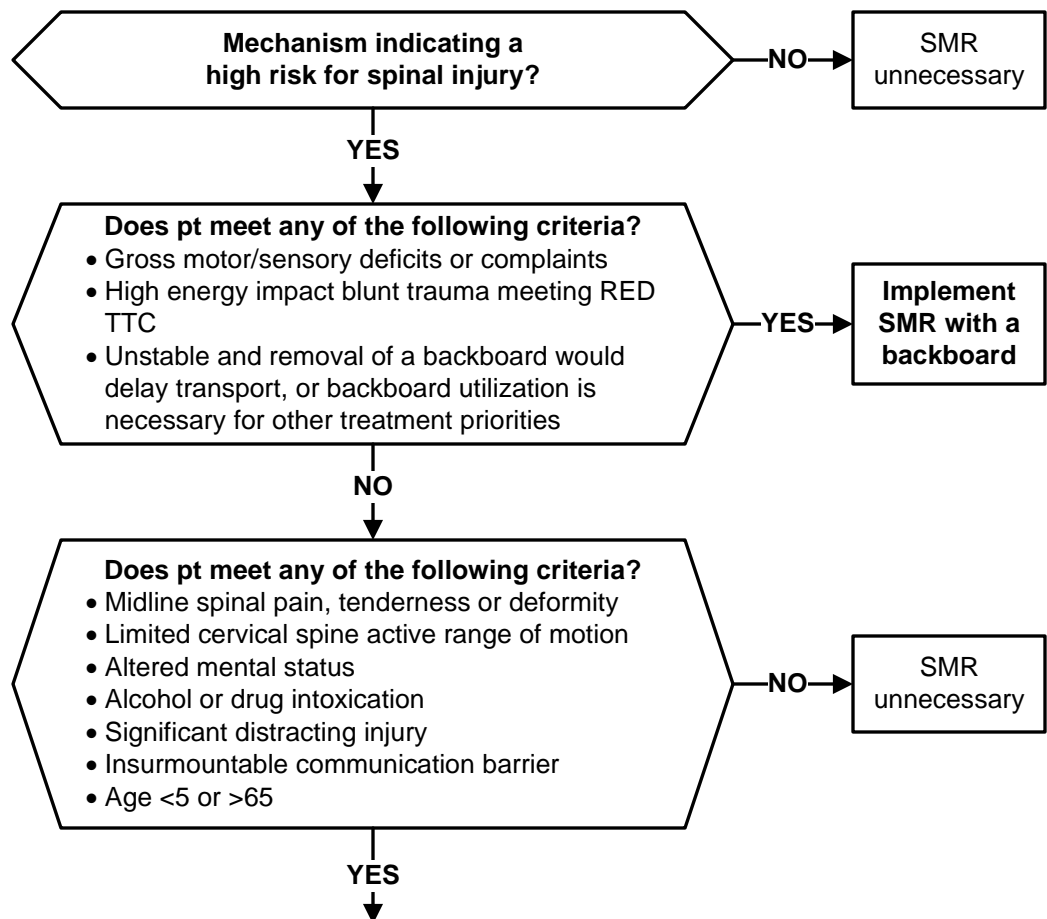 Mechanism indicating a
high risk for spinal injury?
NO
SMR
unnecessary
YES
Does pt meet any of the following criteria?
• Gross motor/sensory deficits or complaints
• High energy impact blunt trauma meeting RED
TTC
• Unstable and removal of a backboard would
delay transport, or backboard utilization is
necessary for other treatment priorities
YES
Implement
SMR with a
backboard
NO
Does pt meet any of the following criteria?
• Midline spinal pain, tenderness or deformity
• Limited cervical spine active range of motion
• Altered mental status
• Alcohol or drug intoxication
• Significant distracting injury
• Insurmountable communication barrier
• Age <5 or >65
NO
SMR
unnecessary
YES